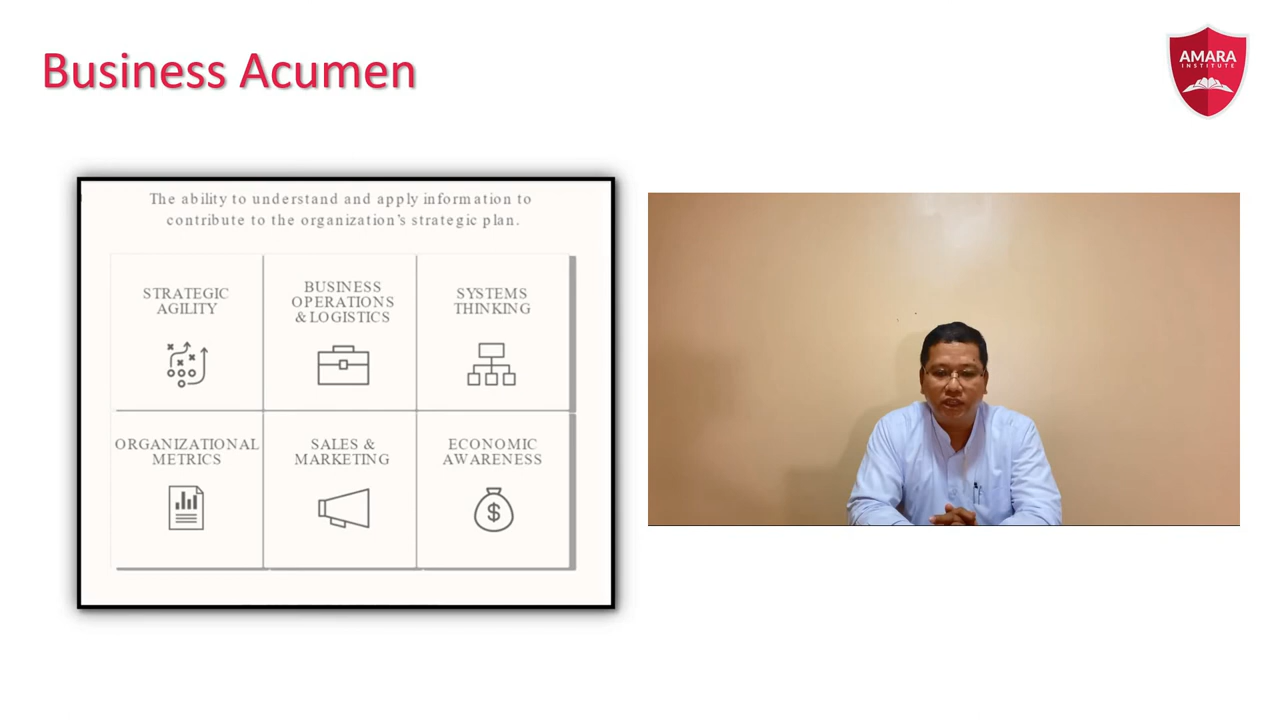 Business Acumen
AMARA
INSTITUTE
The ability to understand and apply information to
contribute to the organization's strategic plan.
STRATEGIC
AGILITY
BUSINESS
OPERATIONS
& LOGISTICS
SYSTEMS
THINKING
ORGANIZATIONAL
METRICS
SALES &
MARKETING
ECONOMIC
AWARENESS
$